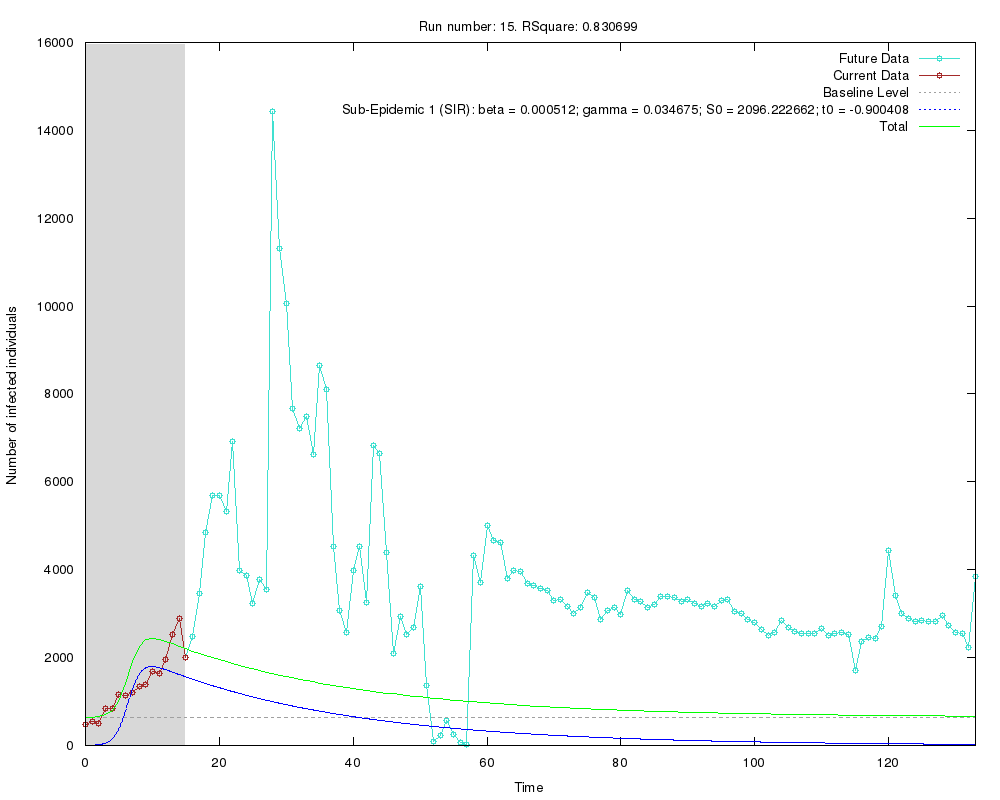 Run number: 15. RSquare: 0.830699
16000
14000
12000
10000
8000
6000
4000
2000
0
Number of infected individuals
Future Data
Current Data
Baseline Level
Sub-Epidemic 1 (SIR): beta = 0.000512; gamma = 0.034675; S0 = 2096.222662; t0 = -0.900408
Total
0 20 40 60 80 100 120
Time